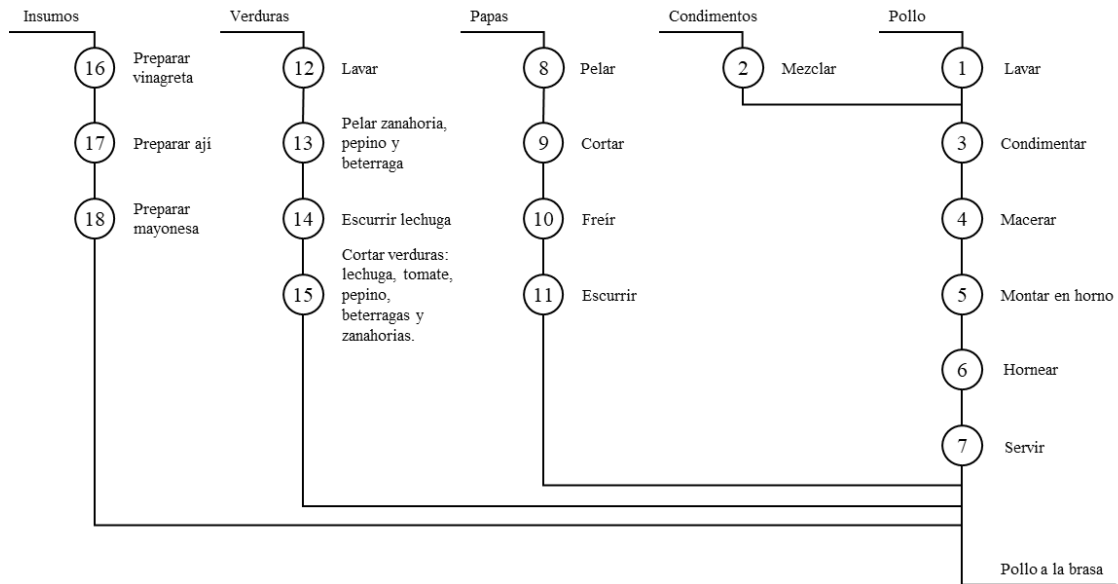 Insumos
Verduras
Papas
Condimentos
Pollo
16
Preparar
vinagreta
12
Lavar
8
Pelar
2
Mezclar
1
Lavar
17
Preparar ají
13
Pelar zanahoria,
pepino y
beterraga
9
Cortar
3
Condimentar
18
Preparar
mayonesa
14
Escurrir lechuga
10
Freír
4
Macerar
15
Cortar verduras:
lechuga, tomate,
pepino,
beterragas y
zanahorias.
11
Escurrir
5
Montar en horno
6
Hornear
7
Servir
Pollo a la brasa